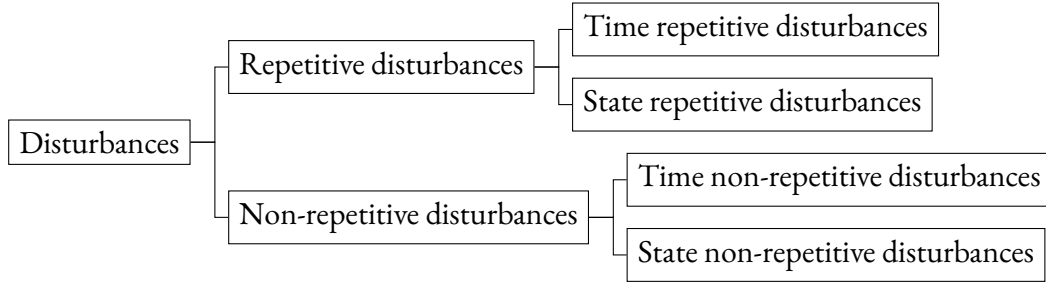 Time repetitive disturbances
Repetitive disturbances
State repetitive disturbances
Disturbances
Time non-repetitive disturbances
Non-repetitive disturbances
State non-repetitive disturbances